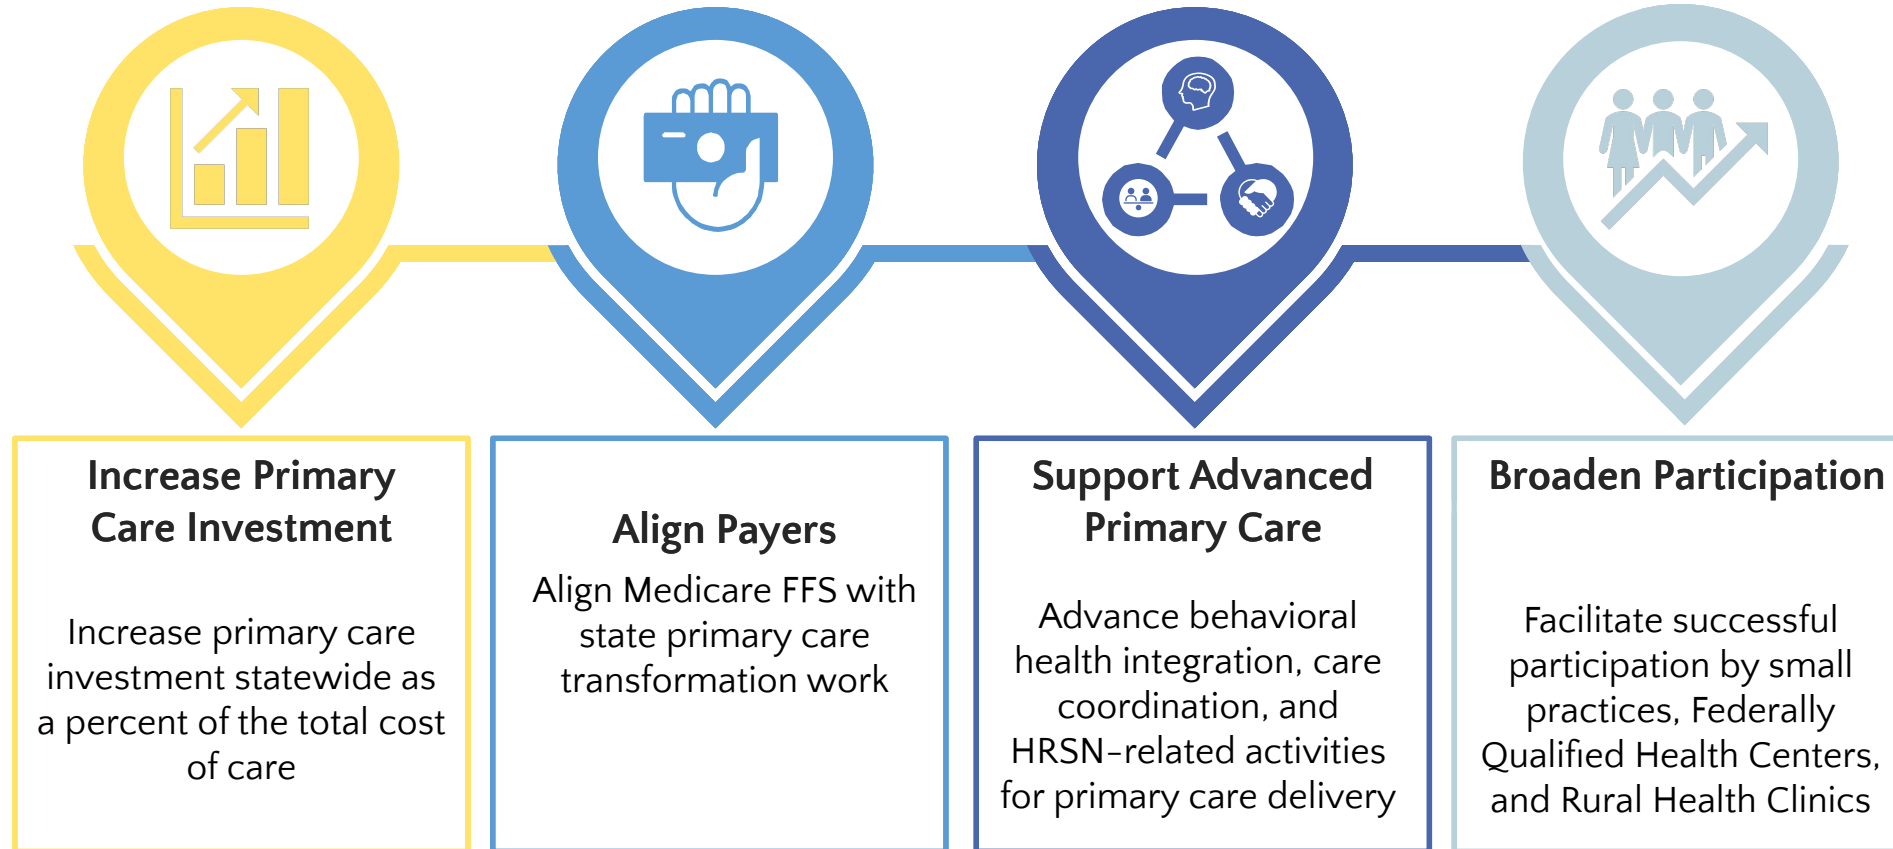 Increase Primary
Care Investment
Increase primary care
investment statewide as
a percent of the total cost
of care
Align Payers
Align Medicare FFS with
state primary care
transformation work
Support Advanced
Primary Care
Advance behavioral
health integration, care
coordination, and
HRSN-related activities
for primary care delivery
Broaden Participation
Facilitate successful
participation by small
practices, Federally
Qualified Health Centers,
and Rural Health Clinics